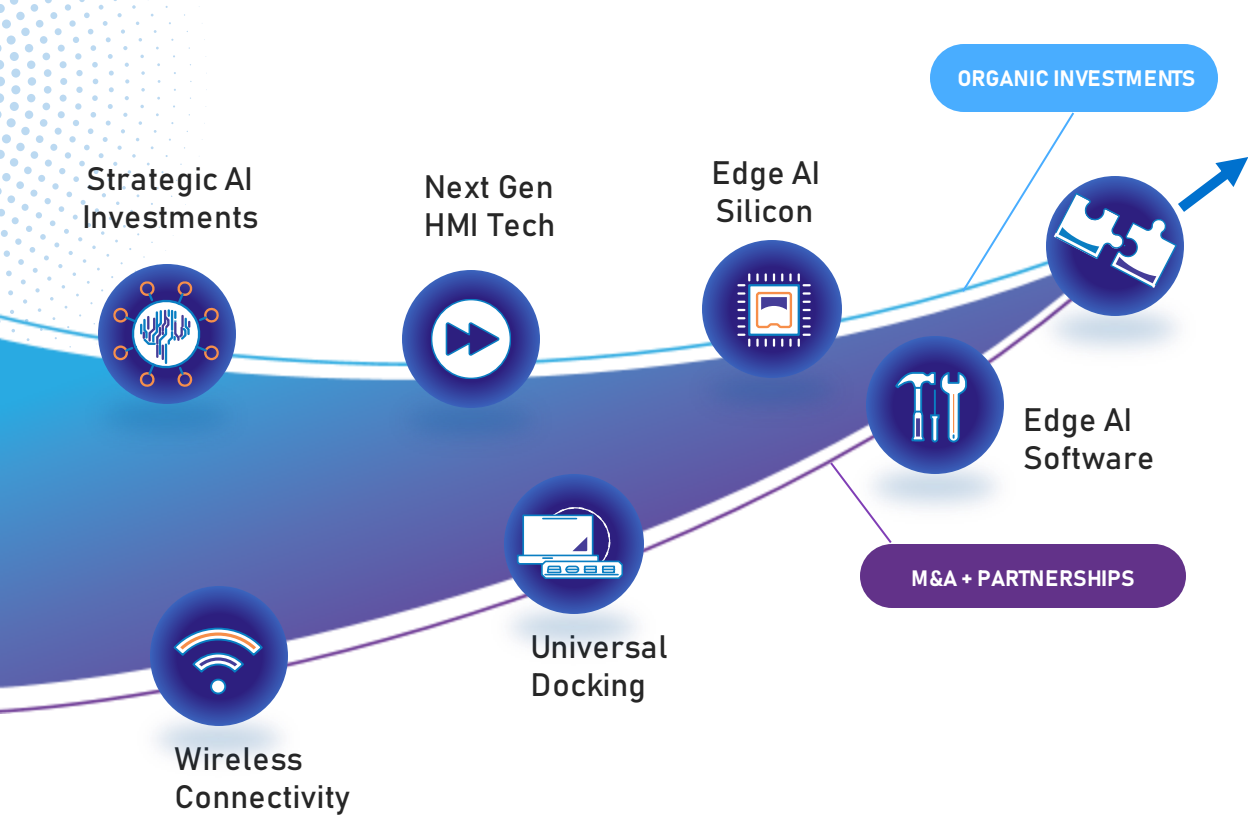 ORGANIC INVESTMENTS
Strategic AI
Investments
Next Gen
HMI Tech
Edge AI
Silicon
Edge AI
Software
M&A + PARTNERSHIPS
Universal
Docking
Wireless
Connectivity